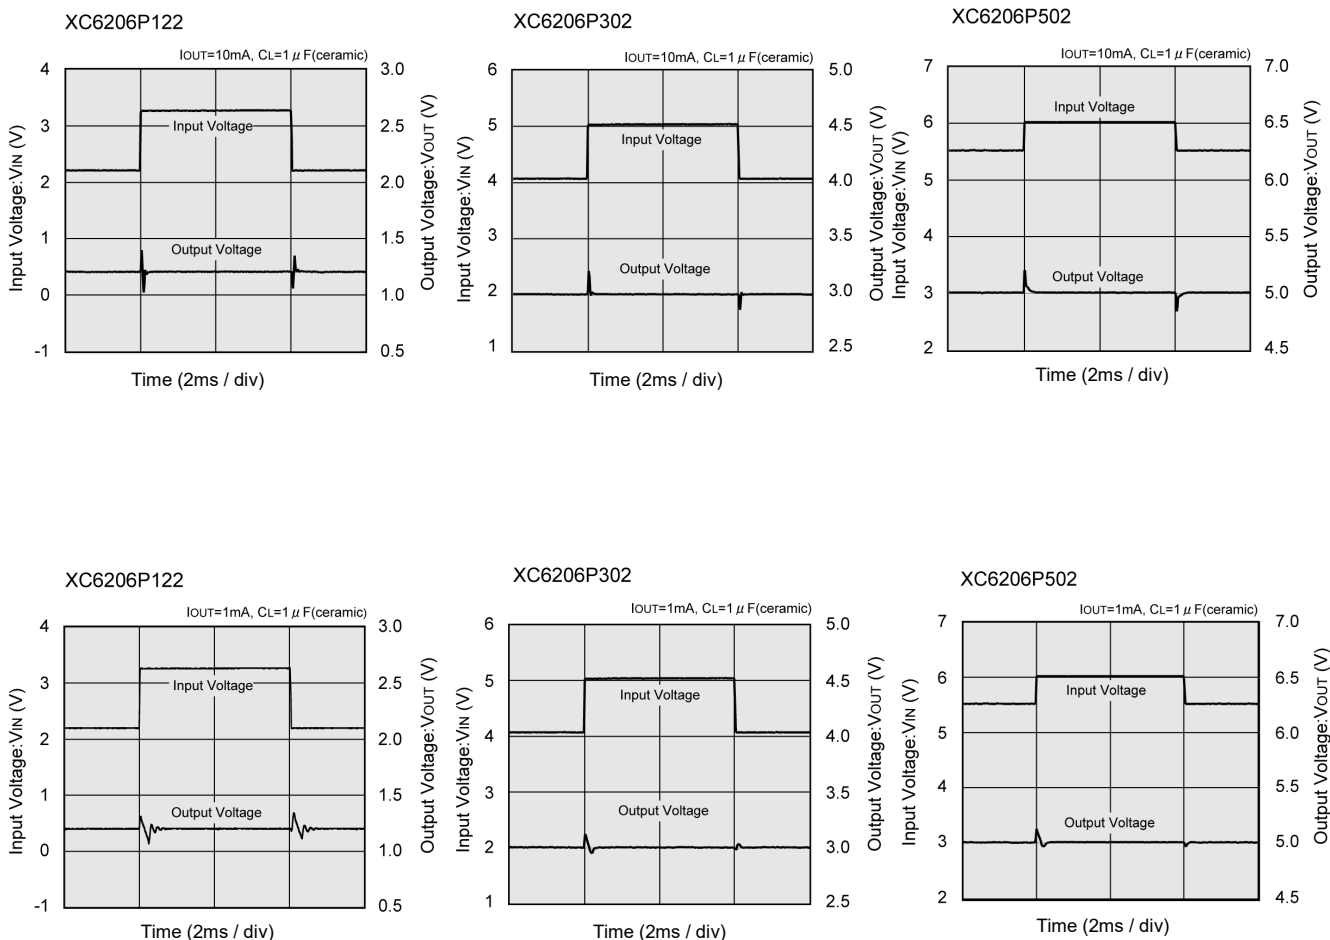 XC6206P122
IOUT=10mA, CL=1 μ F(ceramic)
Input Voltage:VIN (V)
4
3
2
1
0
-1
Input Voltage
Output Voltage
3.0
2.5
2.0
1.5
1.0
0.5
Output Voltage:VOUT (V)
Time (2ms / div)
XC6206P302
IOUT=10mA, CL=1 μ F(ceramic)
Input Voltage:VIN (V)
6
5
4
3
2
1
Input Voltage
Output Voltage
5.0
4.5
4.0
3.5
3.0
2.5
Output Voltage:VOUT (V)
Time (2ms / div)
XC6206P502
IOUT=10mA, CL=1 μ F(ceramic)
Input Voltage:VIN (V)
7
6
5
4
3
2
Input Voltage
Output Voltage
7.0
6.5
6.0
5.5
5.0
4.5
Output Voltage:VOUT (V)
Time (2ms / div)
XC6206P122
IOUT=1mA, CL=1 μ F(ceramic)
Input Voltage:VIN (V)
4
3
2
1
0
-1
Input Voltage
Output Voltage
3.0
2.5
2.0
1.5
1.0
0.5
Output Voltage:VOUT (V)
Time (2ms / div)
XC6206P302
IOUT=1mA, CL=1 μ F(ceramic)
Input Voltage:VIN (V)
6
5
4
3
2
1
Input Voltage
Output Voltage
5.0
4.5
4.0
3.5
3.0
2.5
Output Voltage:VOUT (V)
Time (2ms / div)
XC6206P502
IOUT=1mA, CL=1 μ F(ceramic)
Input Voltage:VIN (V)
7
6
5
4
3
2
Input Voltage
Output Voltage
7.0
6.5
6.0
5.5
5.0
4.5
Output Voltage:VOUT (V)
Time (2ms / div)